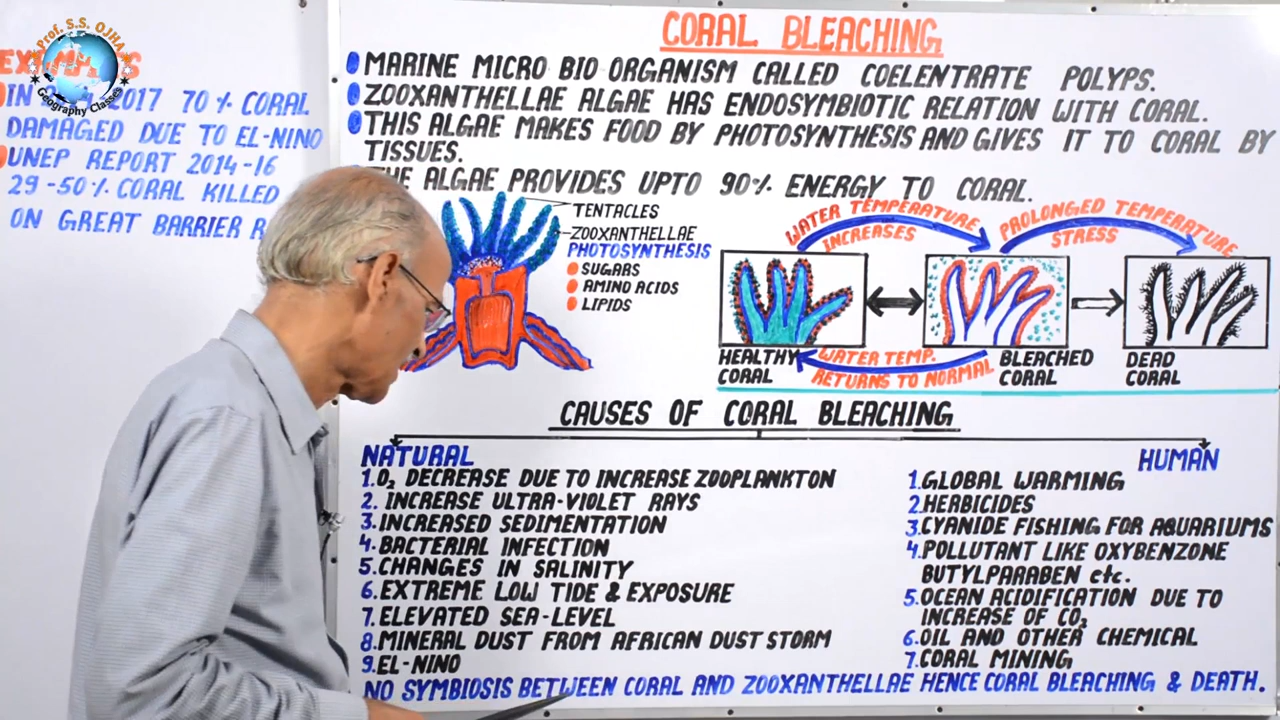 Prof. S.S. OJHA
Geography Classes
IN 2017 70% CORAL
DAMAGED DUE TO EL-NINO
UNEP REPORT 2014-16
29-50% CORAL KILLED
ON GREAT BARRIER
CORAL BLEACHING
MARINE MICRO BIO ORGANISM CALLED COELENTRATE POLYPS.
ZOOXANTHELLAE ALGAE HAS ENDOSYMBIOTIC RELATION WITH CORAL.
THIS ALGAE MAKES FOOD BY PHOTOSYNTHESIS AND GIVES IT TO CORAL BY
TISSUES.
THE ALGAE PROVIDES UPTO 90% ENERGY TO CORAL.
TENTACLES
ZOOXANTHELLAE
PHOTOSYNTHESIS
SUGARS
AMINO ACIDS
LIPIDS
WATER TEMPERATURE
INCREASES
PROLONGED TEMPERATURE
STRESS
HEALTHY
CORAL
WATER TEMP.
RETURNS TO NORMAL
BLEACHED
CORAL
DEAD
CORAL
CAUSES OF CORAL BLEACHING
NATURAL
1. O₂ DECREASE DUE TO INCREASE ZOOPLANKTON
2. INCREASE ULTRA-VIOLET RAYS
3. INCREASED SEDIMENTATION
4. BACTERIAL INFECTION
5. CHANGES IN SALINITY
6. EXTREME LOW TIDE & EXPOSURE
7. ELEVATED SEA-LEVEL
8. MINERAL DUST FROM AFRICAN DUST STORM
9. EL-NINO
HUMAN
1. GLOBAL WARMING
2. HERBICIDES
3. CYANIDE FISHING FOR AQUARIUMS
4. POLLUTANT LIKE OXYBENZONE
BUTYLPARABEN etc.
5. OCEAN ACIDIFICATION DUE TO
INCREASE OF CO₂
6. OIL AND OTHER CHEMICAL
7. CORAL MINING
NO SYMBIOSIS BETWEEN CORAL AND ZOOXANTHELLAE HENCE CORAL BLEACHING & DEATH.